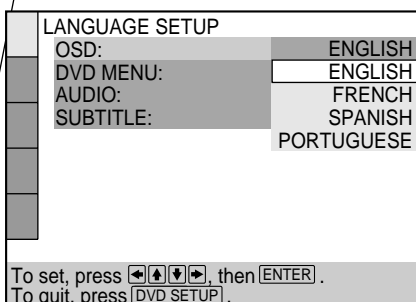 LANGUAGE SETUP
OSD: ENGLISH
DVD MENU: ENGLISH
AUDIO: FRENCH
SUBTITLE: SPANISH
PORTUGUESE
To set, press , then ENTER .
To quit, press DVD SETUP .